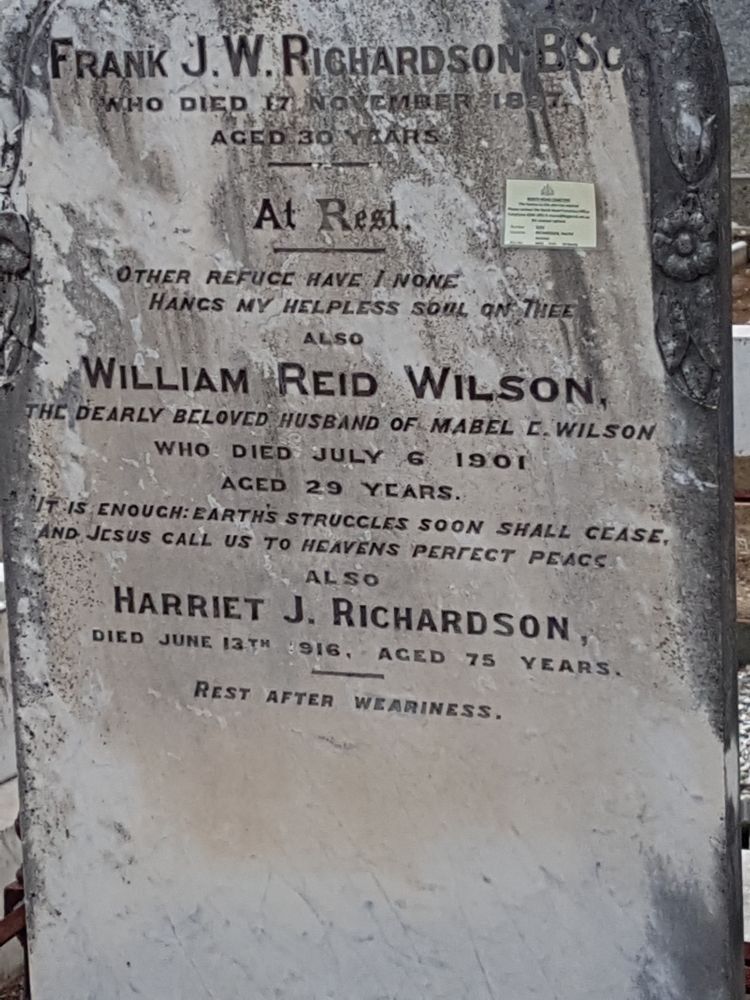 FRANK J.W. RICHARDSON B.Sc.
WHO DIED 17 NOVEMBER 1897,
AGED 30 YEARS
At Rest.
OTHER REFUGE HAVE I NONE
HANGS MY HELPLESS SOUL ON THEE
ALSO
WILLIAM REID WILSON,
THE DEARLY BELOVED HUSBAND OF MABEL E. WILSON
WHO DIED JULY 6 1901
AGED 29 YEARS.
"IT IS ENOUGH: EARTH'S STRUGGLES SOON SHALL CEASE,
AND JESUS CALL US TO HEAVENS PERFECT PEACE
ALSO
HARRIET J. RICHARDSON,
DIED JUNE 13TH 1916, AGED 75 YEARS.
REST AFTER WEARINESS.